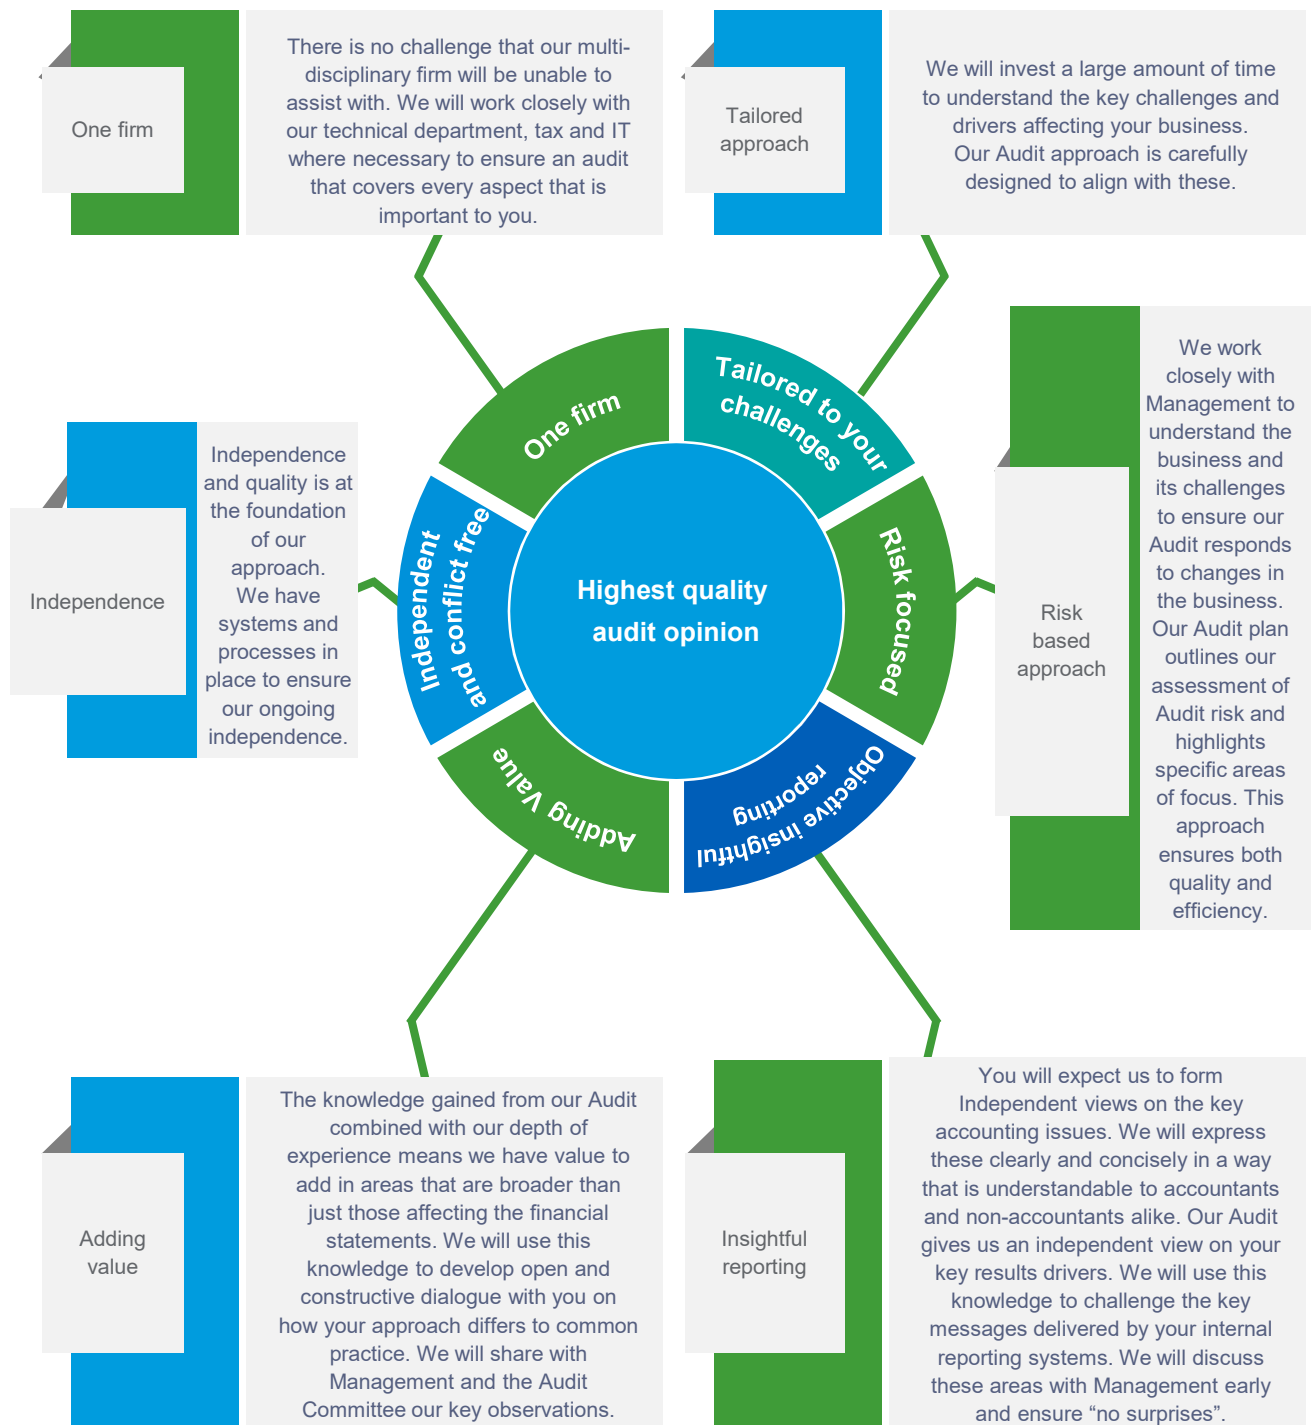 One firm
There is no challenge that our multi-
disciplinary firm will be unable to
assist with. We will work closely with
our technical department, tax and IT
where necessary to ensure an audit
that covers every aspect that is
important to you.
Tailored
approach
We will invest a large amount of time
to understand the key challenges and
drivers affecting your business.
Our Audit approach is carefully
designed to align with these.
One firm
Tailored to your
challenges
Independence
Independence
and quality is at
the foundation
of our
approach.
We have
systems and
processes in
place to ensure
our ongoing
independence.
Independent
and conflict free
Highest quality
audit opinion
Risk focused
Risk
based
approach
We work
closely with
Management to
understand the
business and
its challenges
to ensure our
Audit responds
to changes in
the business.
Our Audit plan
outlines our
assessment of
Audit risk and
highlights
specific areas
of focus. This
approach
ensures both
quality and
efficiency.
Adding Value
Objective insightful
reporting
Adding
value
The knowledge gained from our Audit
combined with our depth of
experience means we have value to
add in areas that are broader than
just those affecting the financial
statements. We will use this
knowledge to develop open and
constructive dialogue with you on
how your approach differs to common
practice. We will share with
Management and the Audit
Committee our key observations.
Insightful
reporting
You will expect us to form
Independent views on the key
accounting issues. We will express
these clearly and concisely in a way
that is understandable to accountants
and non-accountants alike. Our Audit
gives us an independent view on your
key results drivers. We will use this
knowledge to challenge the key
messages delivered by your internal
reporting systems. We will discuss
these areas with Management early
and ensure “no surprises”.